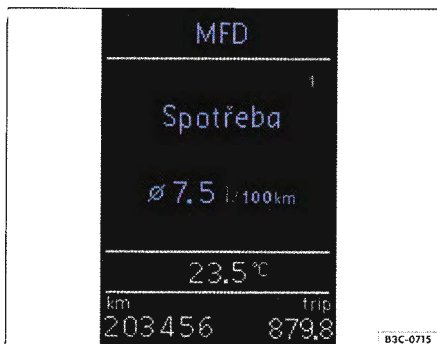 MFD
1
Spotřeba
ø 7.5 l/100km
23.5 °C
km trip
203456 879.8
B3C-0715